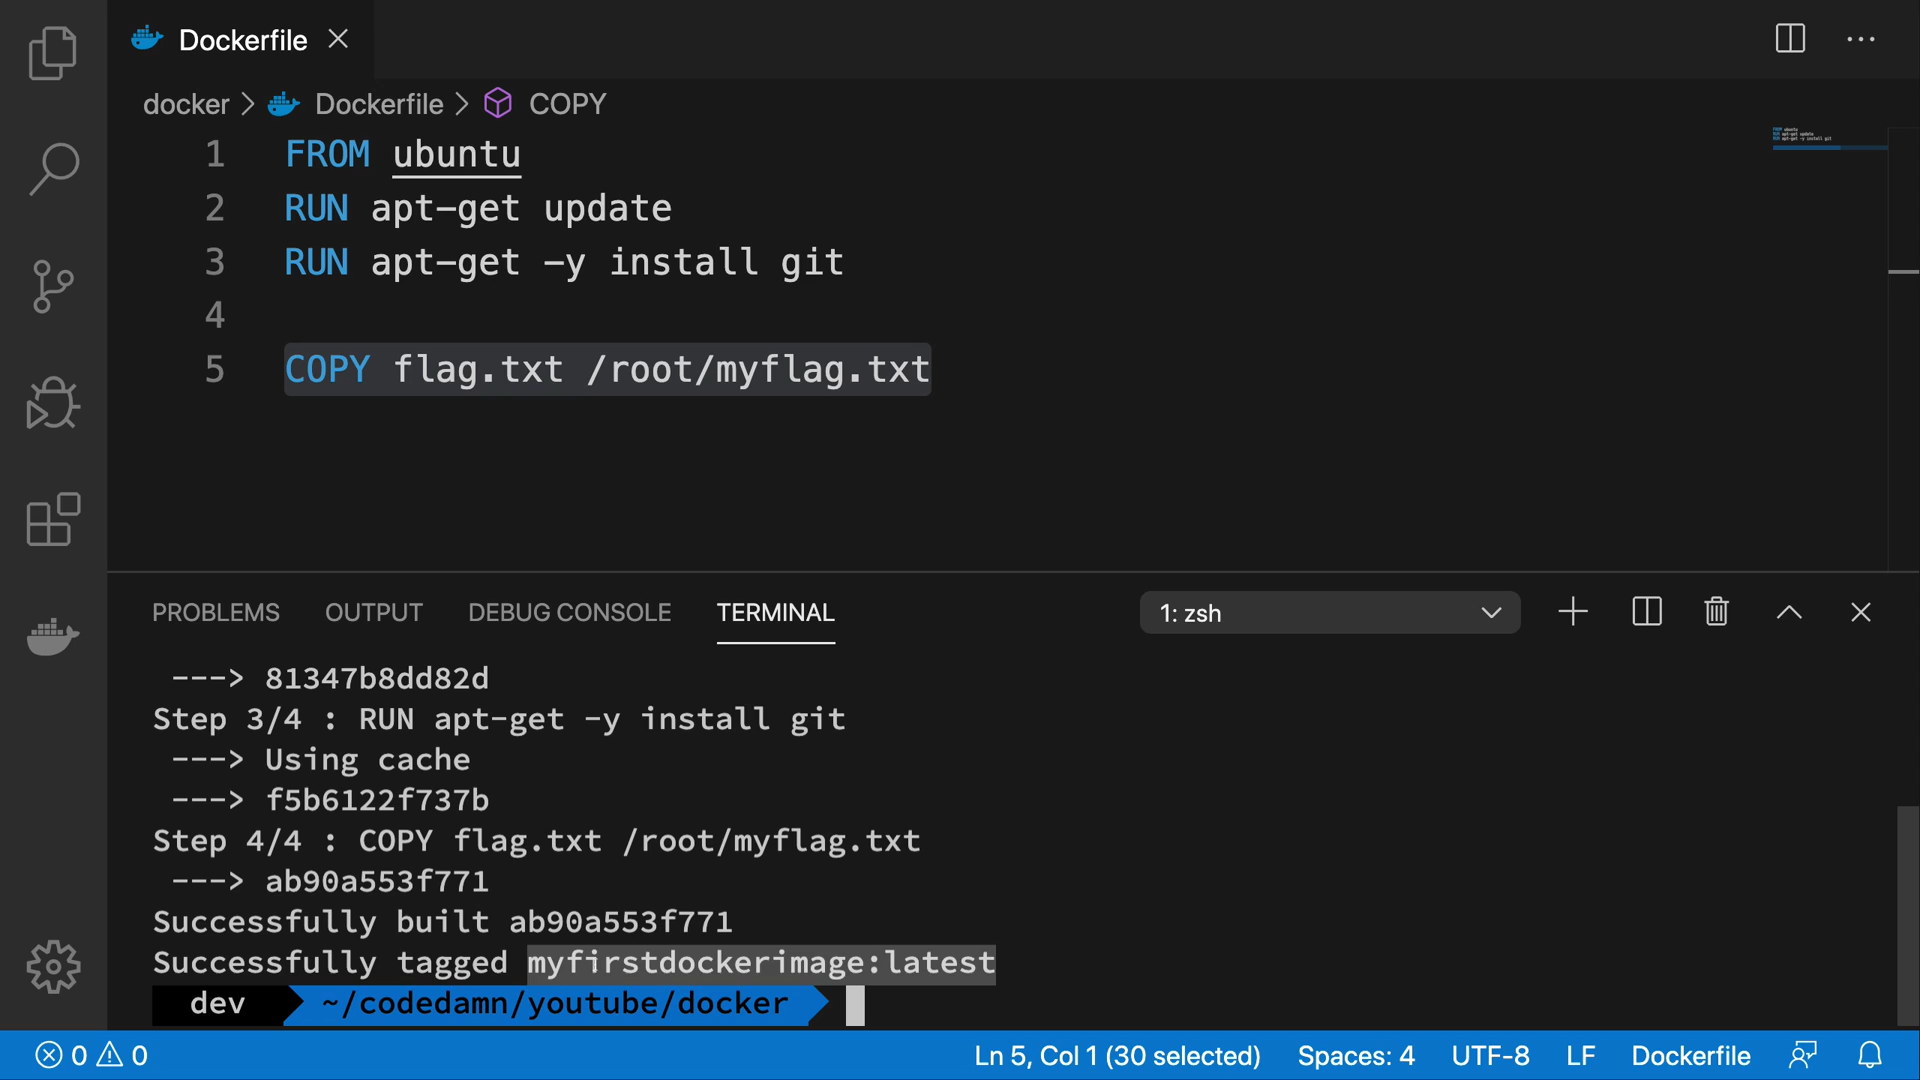 Dockerfile
docker > Dockerfile > COPY
1 FROM ubuntu
2 RUN apt-get update
3 RUN apt-get -y install git
4
5 COPY flag.txt /root/myflag.txt
PROBLEMS OUTPUT DEBUG CONSOLE TERMINAL 1: zsh
---> 81347b8dd82d
Step 3/4 : RUN apt-get -y install git
---> Using cache
---> f5b6122f737b
Step 4/4 : COPY flag.txt /root/myflag.txt
---> ab90a553f771
Successfully built ab90a553f771
Successfully tagged myfirstdockerimage:latest
dev ~/codedamn/youtube/docker
0 0 Ln 5, Col 1 (30 selected) Spaces: 4 UTF-8 LF Dockerfile